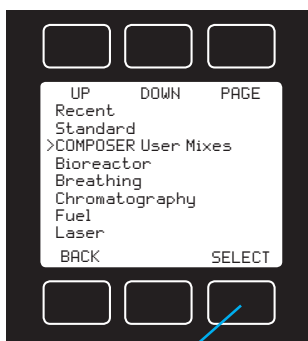 UP DOWN PAGE
Recent
Standard
>COMPOSER User Mixes
Bioreactor
Breathing
Chromatography
Fuel
Laser
BACK SELECT